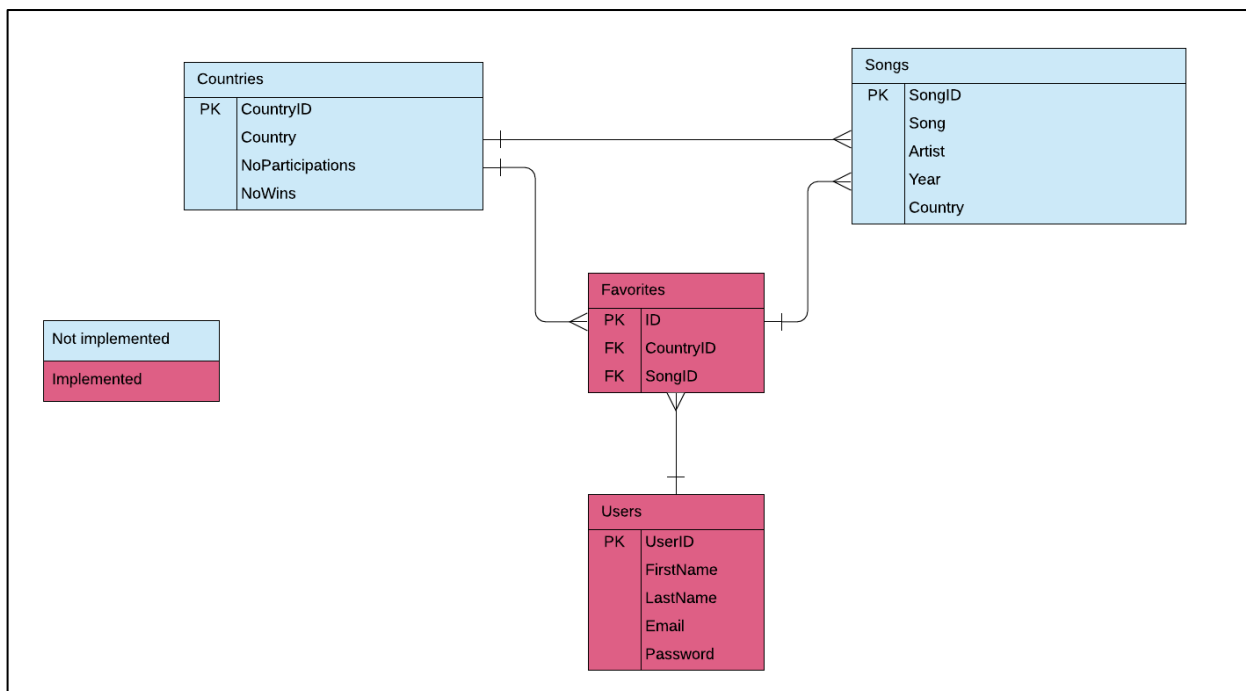 Countries
PK CountryID
Country
NoParticipations
NoWins
Songs
PK SongID
Song
Artist
Year
Country
Favorites
PK ID
FK CountryID
FK SongID
Not implemented
Implemented
Users
PK UserID
FirstName
LastName
Email
Password